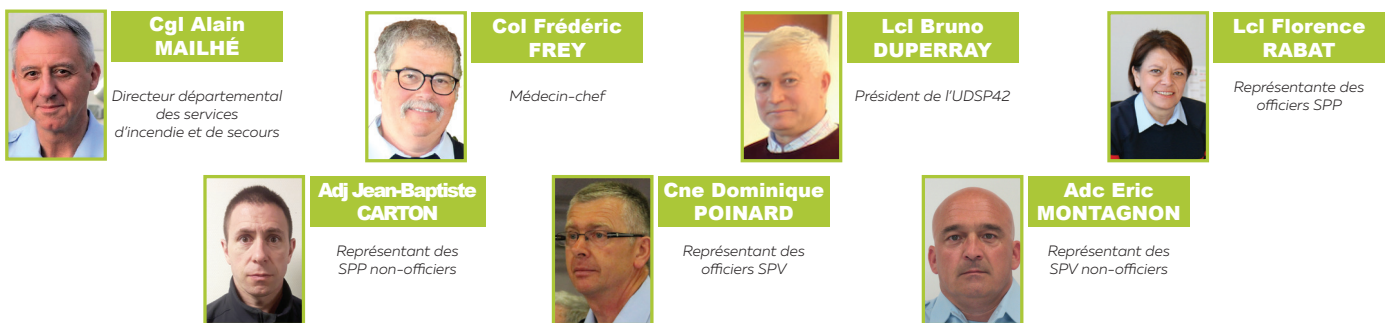 Cgl Alain
MAILHÉ
Directeur départemental
des services
d'incendie et de secours
Col Frédéric
FREY
Médecin-chef
Lcl Bruno
DUPERRAY
Président de l'UDSP42
Lcl Florence
RABAT
Représentante des
officiers SPP
Adj Jean-Baptiste
CARTON
Représentant des
SPP non-officiers
Cne Dominique
POINARD
Représentant des
officiers SPV
Adc Eric
MONTAGNON
Représentant des
SPV non-officiers